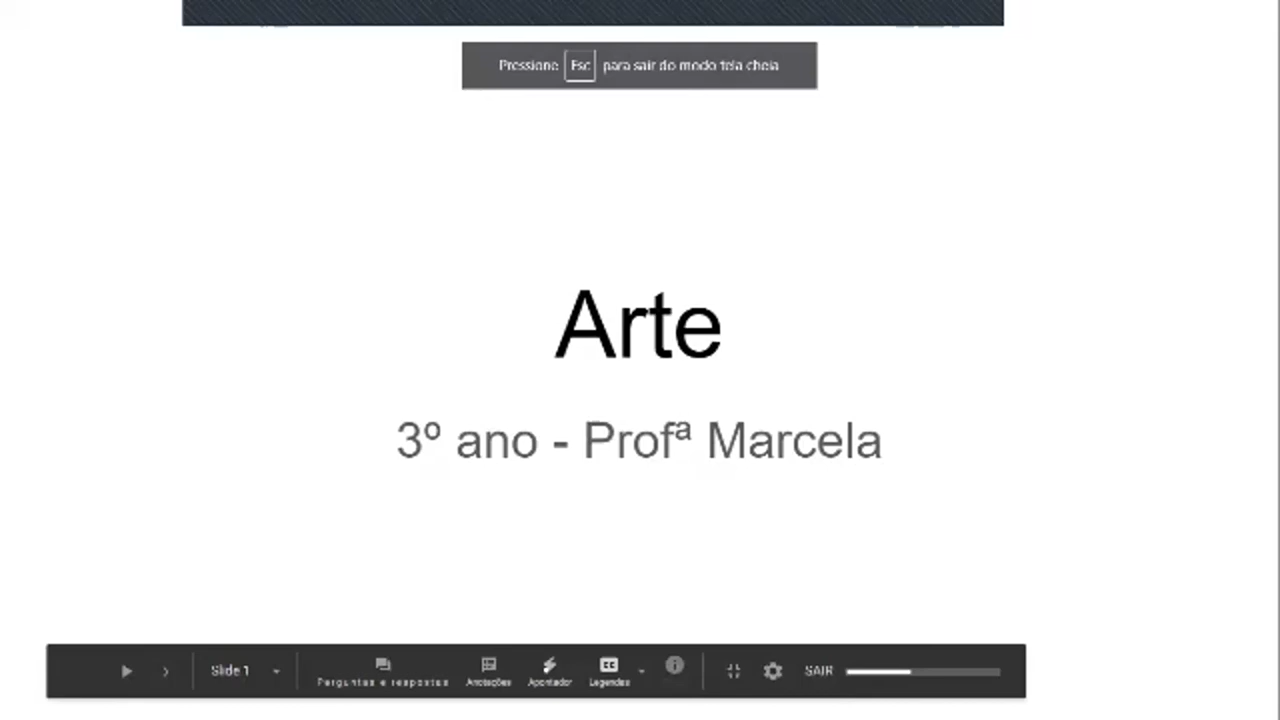 Pressione Esc para sair do modo tela cheia
Arte
3º ano - Profª Marcela
Slide 1
Perguntas e respostas
Anotações
Apontador
Legendas
SAIR